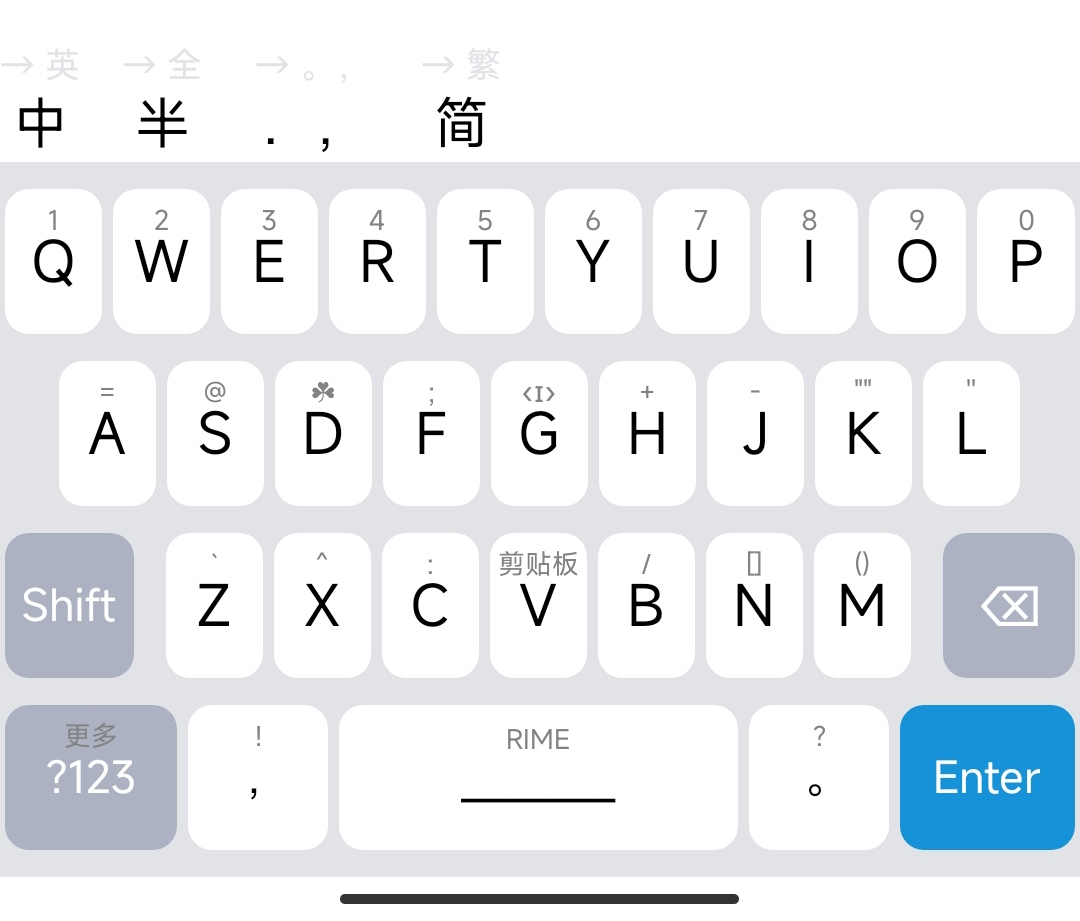 → 英 → 全 → 。, → 繁
中 半 . , 简
1 2 3 4 5 6 7 8 9 0
Q W E R T Y U I O P
= @ ☘ ; ‹I› + - "" "
A S D F G H J K L
` ^ : 剪贴板 / [] ()
Shift Z X C V B N M
更多 ! RIME ?
?123 , 。 Enter